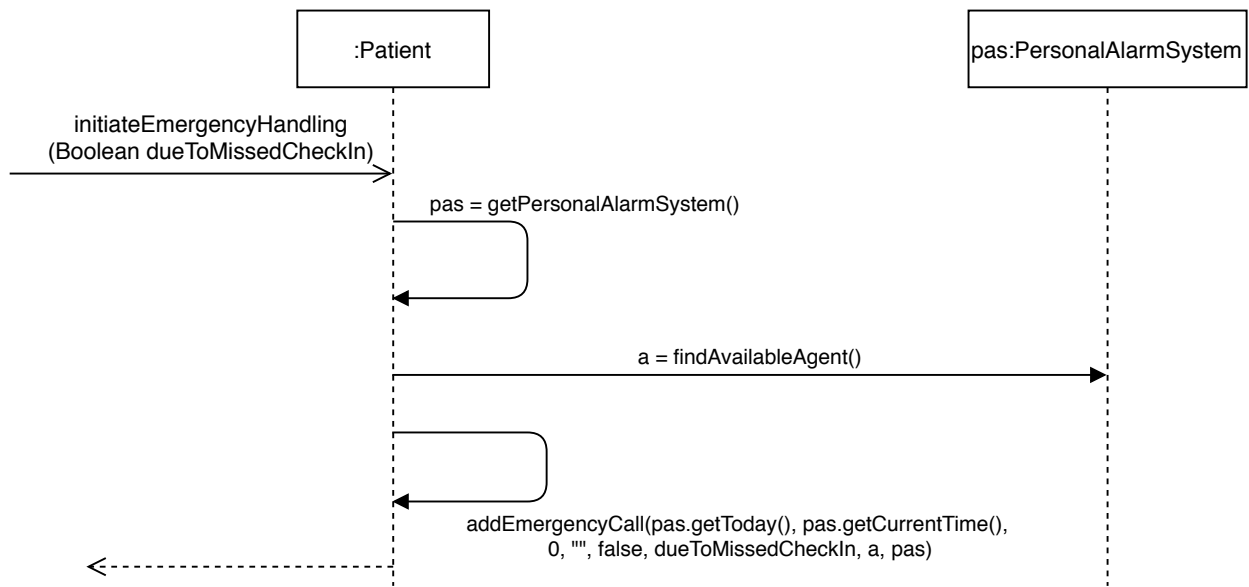 :Patient
pas:PersonalAlarmSystem
initiateEmergencyHandling
(Boolean dueToMissedCheckIn)
pas = getPersonalAlarmSystem()
a = findAvailableAgent()
addEmergencyCall(pas.getToday(), pas.getCurrentTime(),
0, "", false, dueToMissedCheckIn, a, pas)